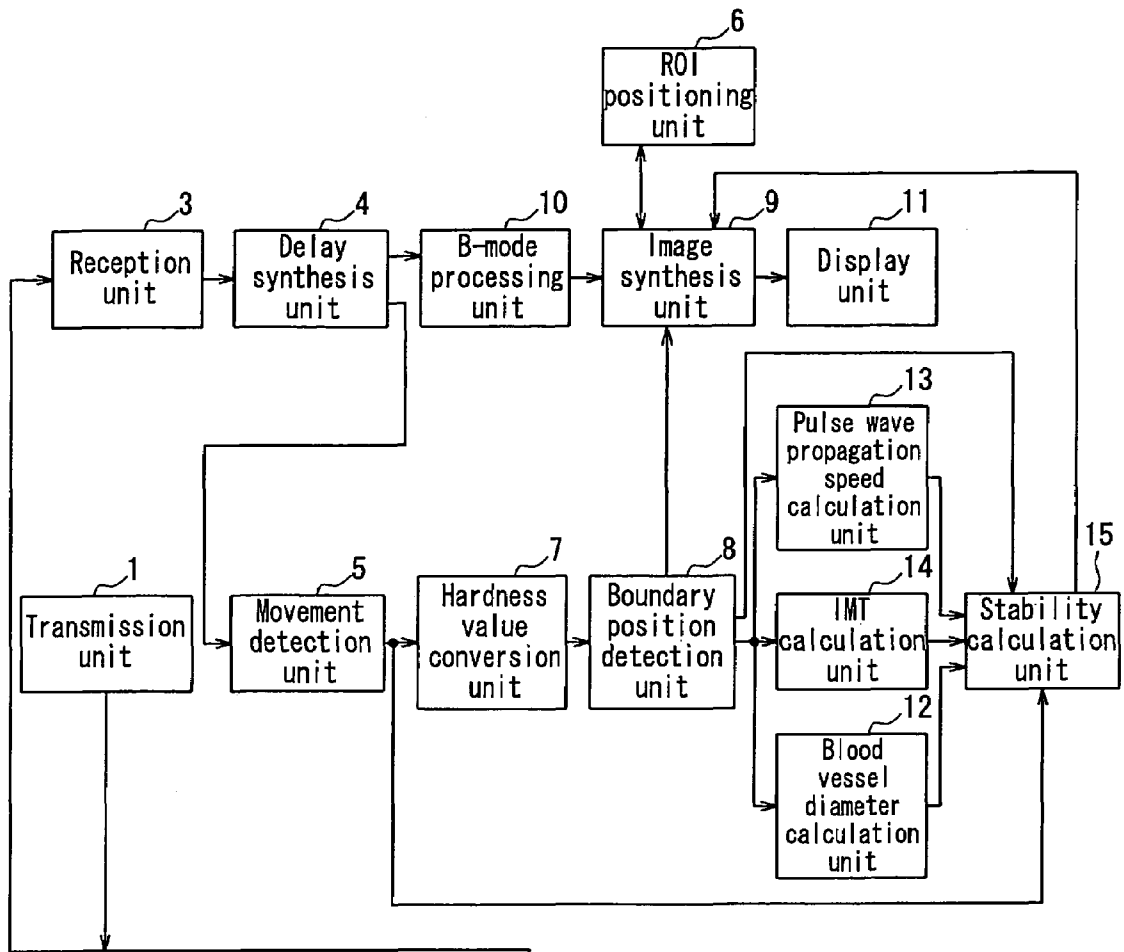 6
ROI
positioning
unit
3
Reception
unit
4
Delay
synthesis
unit
10
B-mode
processing
unit
9
Image
synthesis
unit
11
Display
unit
13
Pulse wave
propagation
speed
calculation
unit
1
Transmission
unit
5
Movement
detection
unit
7
Hardness
value
conversion
unit
8
Boundary
position
detection
unit
14
IMT
calculation
unit
15
Stability
calculation
unit
12
Blood
vessel
diameter
calculation
unit